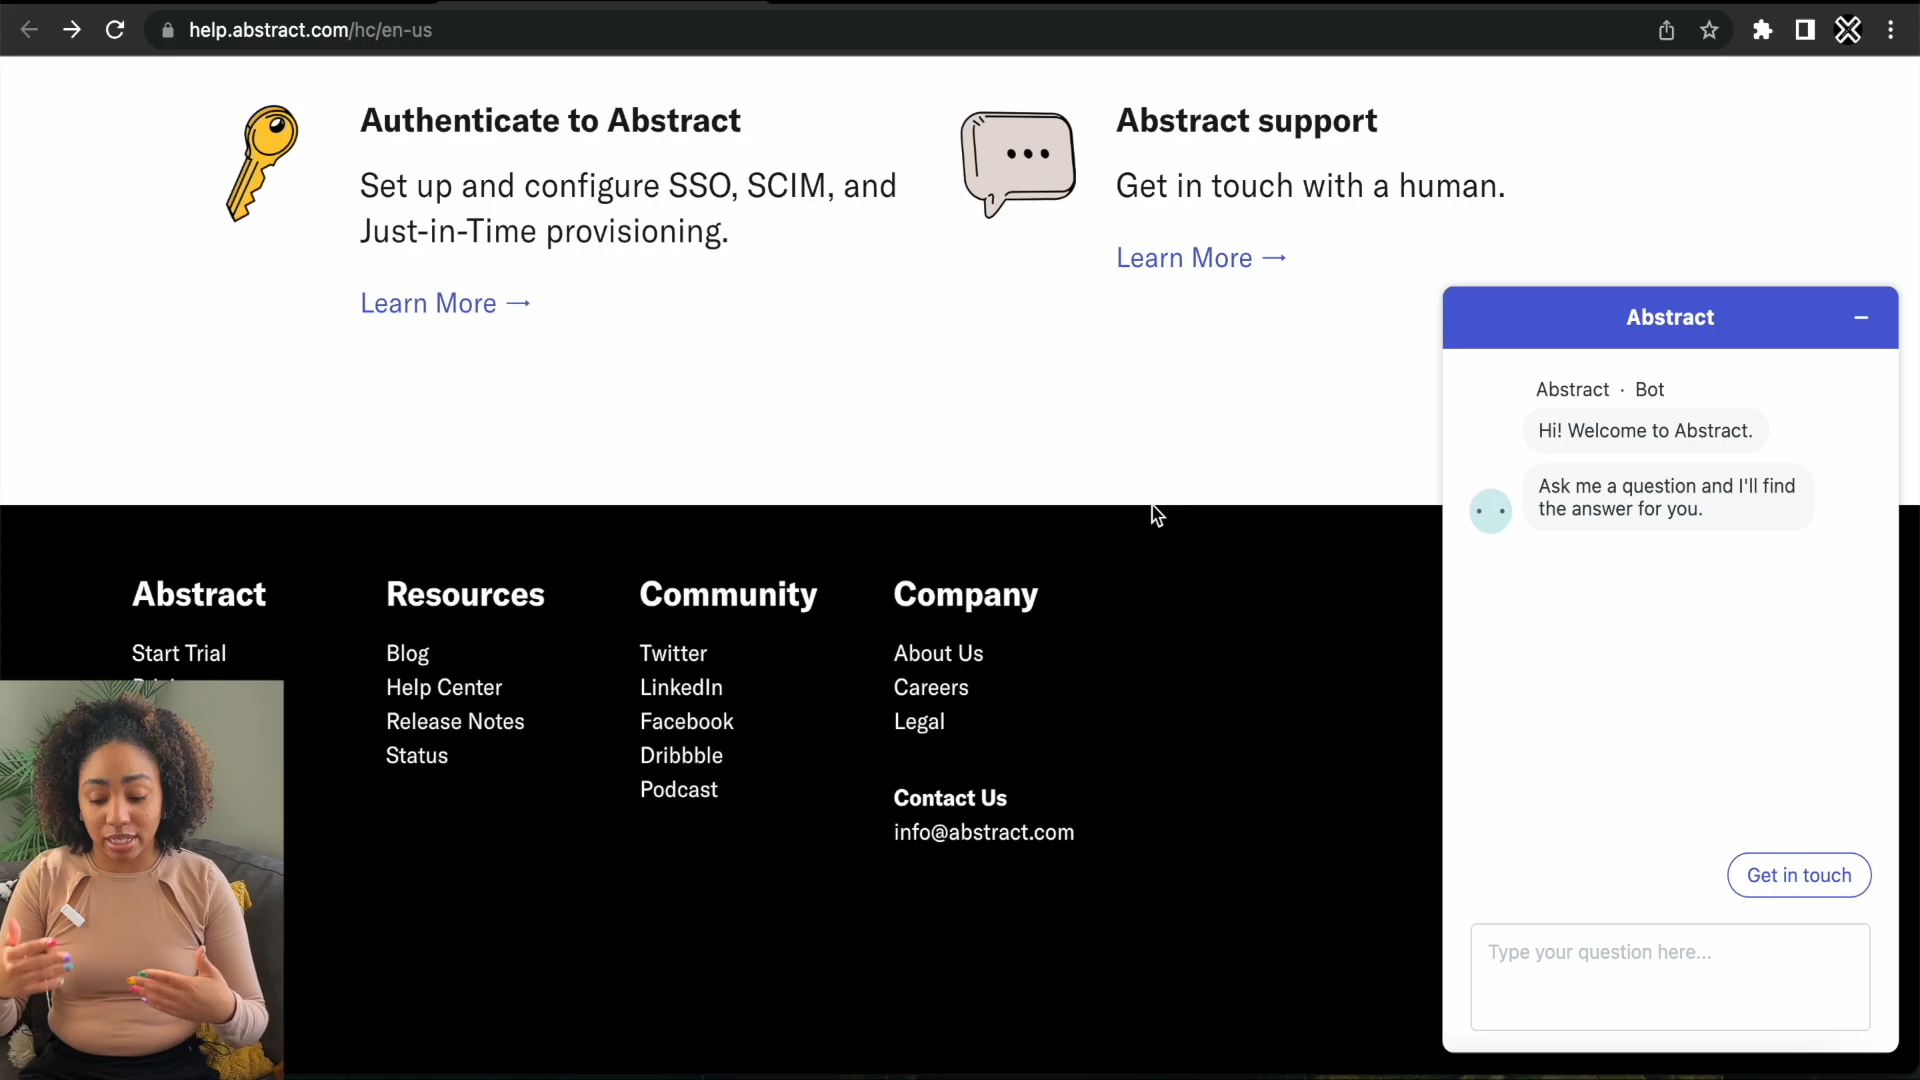 help.abstract.com/hc/en-us
Authenticate to Abstract
Set up and configure SSO, SCIM, and
Just-in-Time provisioning.
Learn More →
Abstract support
Get in touch with a human.
Learn More →
Abstract
Abstract · Bot
Hi! Welcome to Abstract.
Ask me a question and I'll find
the answer for you.
Get in touch
Type your question here...
Abstract
Start Trial
Resources
Blog
Help Center
Release Notes
Status
Community
Twitter
LinkedIn
Facebook
Dribbble
Podcast
Company
About Us
Careers
Legal
Contact Us
info@abstract.com